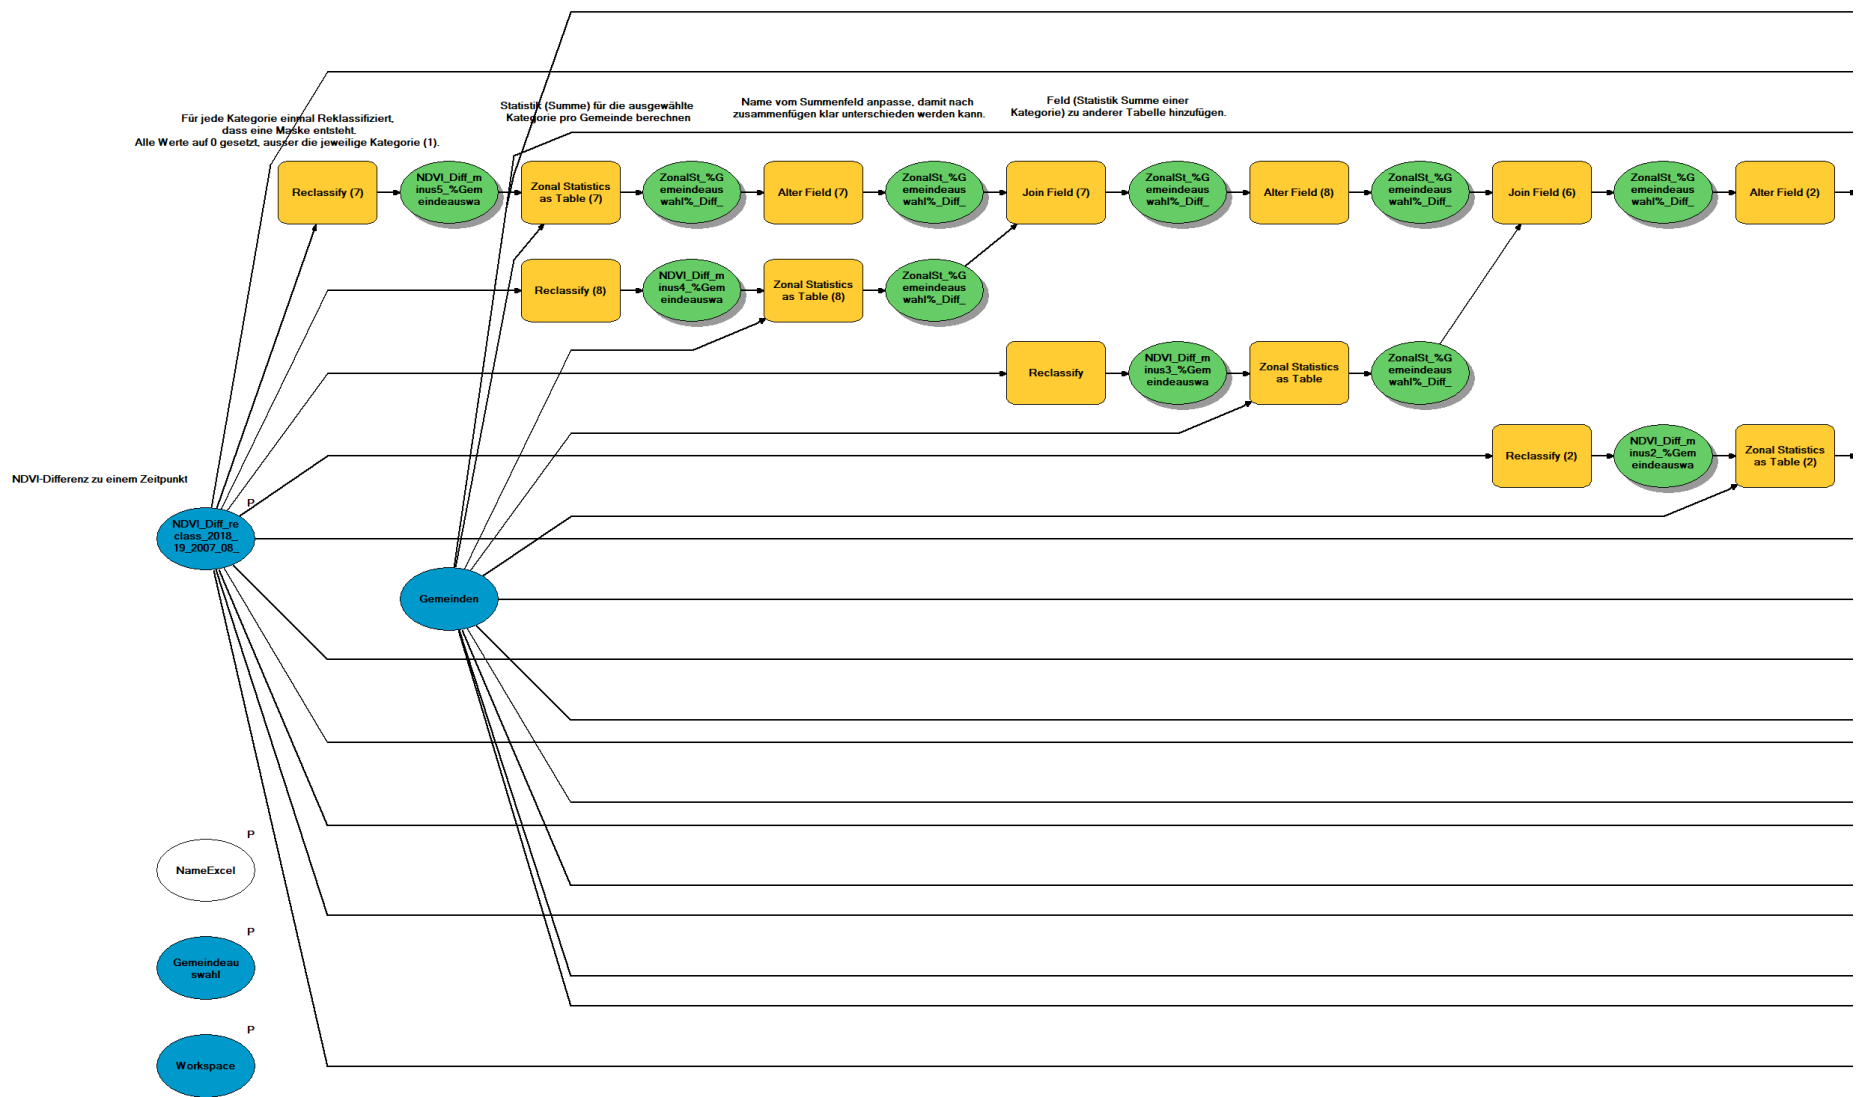 Für jede Kategorie einmal Reklassifiziert,
dass eine Maske entsteht.
Alle Werte auf 0 gesetzt, ausser die jeweilige Kategorie (1).
Statistik (Summe) für die ausgewählte
Kategorie pro Gemeinde berechnen
Name vom Summenfeld anpasse, damit nach
zusammenfügen klar unterschieden werden kann.
Feld (Statistik Summe einer
Kategorie) zu anderer Tabelle hinzufügen.
Reclassify (7)
NDVI_Diff_m
inus5_%Gem
eindeauswa
Zonal Statistics
as Table (7)
ZonalSt_%G
emeindeaus
wahl%_Diff_
Alter Field (7)
ZonalSt_%G
emeindeaus
wahl%_Diff_
Join Field (7)
ZonalSt_%G
emeindeaus
wahl%_Diff_
Alter Field (8)
ZonalSt_%G
emeindeaus
wahl%_Diff_
Join Field (6)
ZonalSt_%G
emeindeaus
wahl%_Diff_
Alter Field (2)
Reclassify (8)
NDVI_Diff_m
inus4_%Gem
eindeauswa
Zonal Statistics
as Table (8)
ZonalSt_%G
emeindeaus
wahl%_Diff_
Reclassify
NDVI_Diff_m
inus3_%Gem
eindeauswa
Zonal Statistics
as Table
ZonalSt_%G
emeindeaus
wahl%_Diff_
Reclassify (2)
NDVI_Diff_m
inus2_%Gem
eindeauswa
Zonal Statistics
as Table (2)
NDVI-Differenz zu einem Zeitpunkt
P
NDVI_Diff_re
class_2018_
19_2007_08_
Gemeinden
P
NameExcel
P
Gemeindeau
swahl
P
Workspace